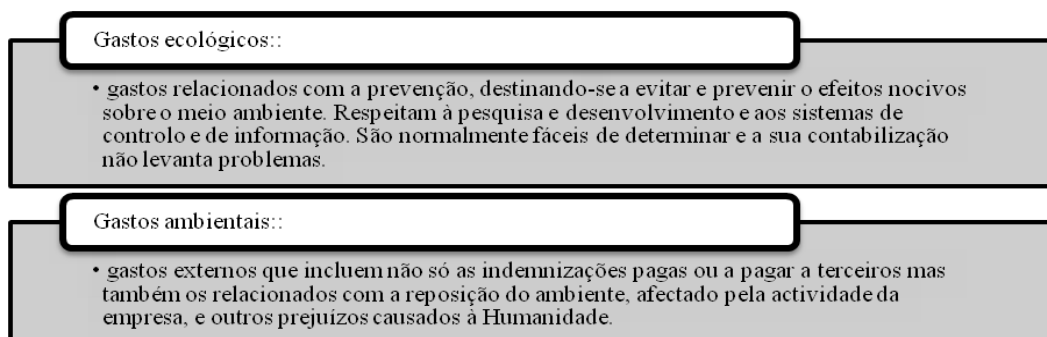 Gastos ecológicos::
• gastos relacionados com a prevenção, destinando-se a evitar e prevenir o efeitos nocivos
sobre o meio ambiente. Respeitam à pesquisa e desenvolvimento e aos sistemas de
controlo e de informação. São normalmente fáceis de determinar e a sua contabilização
não levanta problemas.
Gastos ambientais::
• gastos externos que incluem não só as indemnizações pagas ou a pagar a terceiros mas
também os relacionados com a reposição do ambiente, afectado pela actividade da
empresa, e outros prejuízos causados à Humanidade.